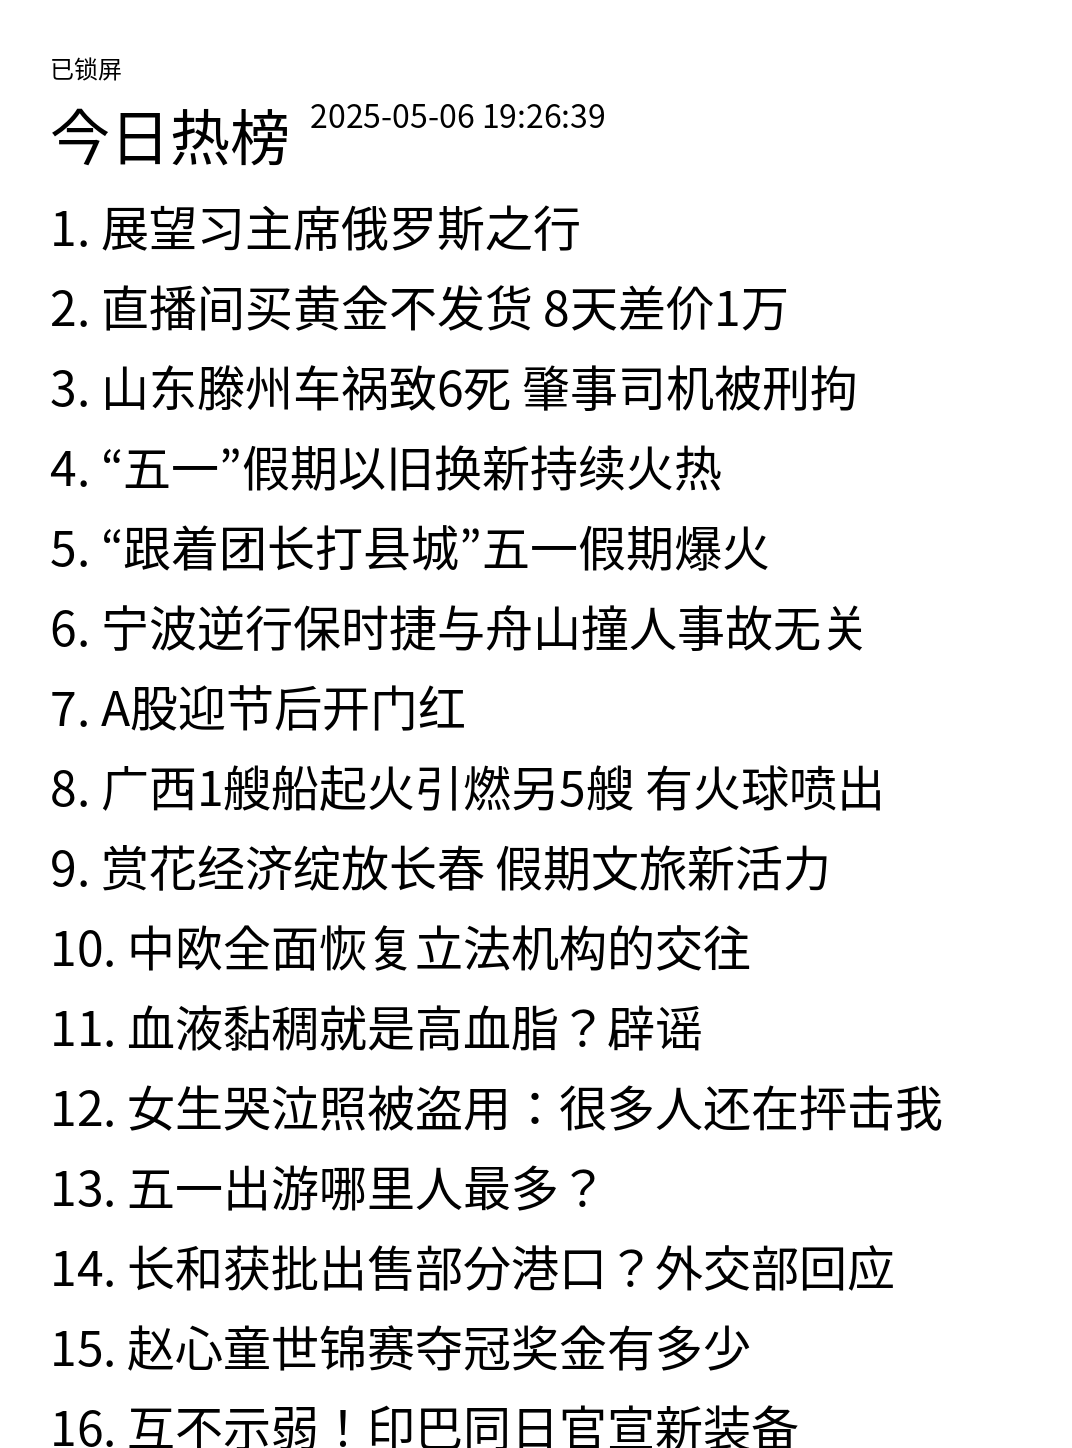 已锁屏
今日热榜 2025-05-06 19:26:39
1. 展望习主席俄罗斯之行
2. 直播间买黄金不发货 8天差价1万
3. 山东滕州车祸致6死 肇事司机被刑拘
4. “五一”假期以旧换新持续火热
5. “跟着团长打县城”五一假期爆火
6. 宁波逆行保时捷与舟山撞人事故无关
7. A股迎节后开门红
8. 广西1艘船起火引燃另5艘 有火球喷出
9. 赏花经济绽放长春 假期文旅新活力
10. 中欧全面恢复立法机构的交往
11. 血液黏稠就是高血脂？辟谣
12. 女生哭泣照被盗用：很多人还在抨击我
13. 五一出游哪里人最多？
14. 长和获批出售部分港口？外交部回应
15. 赵心童世锦赛夺冠奖金有多少
16. 互不示弱！印巴同日官宣新装备